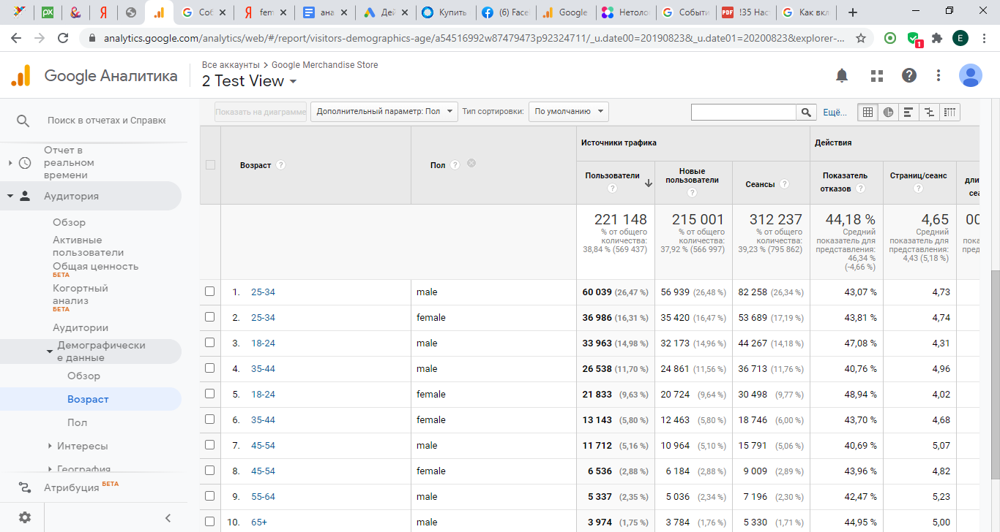 Соб
fem
ана
Дей
Купить
(6) Face
Google
Нетоло
Событи
PDF
!35 Нас
Как вкл
analytics.google.com/analytics/web/#/report/visitors-demographics-age/a54516992w87479473p92324711/_u.date00=20190823&_u.date01=20200823&explorer-...
1
E
Google Аналитика
Все аккаунты > Google Merchandise Store
2 Test View
Поиск в отчетах и Справке
Отчет в
реальном
времени
Аудитория
Обзор
Активные
пользователи
Общая ценность
БЕТА
Когортный
анализ
БЕТА
Аудитории
Демографически
е данные
Обзор
Возраст
Пол
Интересы
География
Атрибуция БЕТА
Показать на диаграмме
Дополнительный параметр: Пол
Тип сортировки:
По умолчанию
Ещё...
Возраст ?
Пол ?
Источники трафика
Действия
Пользователи
?
Новые
пользователи
?
Сеансы ?
Показатель
отказов ?
Страниц/сеанс
?
дли
сеа
221 148
% от общего
количества:
38,84 % (569 437)
215 001
% от общего
количества:
37,92 % (566 997)
312 237
% от общего
количества:
39,23 % (795 862)
44,18 %
Средний
показатель для
представления:
46,34 %
(-4,66 %)
4,65
Средний
показатель для
представления:
4,43 (5,18 %)
00
пока
пред
1. 25-34 male 60 039 (26,47 %) 56 939 (26,48 %) 82 258 (26,34 %) 43,07 % 4,73
2. 25-34 female 36 986 (16,31 %) 35 420 (16,47 %) 53 689 (17,19 %) 43,81 % 4,74
3. 18-24 male 33 963 (14,98 %) 32 173 (14,96 %) 44 267 (14,18 %) 47,08 % 4,31
4. 35-44 male 26 538 (11,70 %) 24 861 (11,56 %) 36 713 (11,76 %) 40,76 % 4,96
5. 18-24 female 21 833 (9,63 %) 20 724 (9,64 %) 30 498 (9,77 %) 48,94 % 4,02
6. 35-44 female 13 143 (5,80 %) 12 463 (5,80 %) 18 746 (6,00 %) 43,70 % 4,68
7. 45-54 male 11 712 (5,16 %) 10 964 (5,10 %) 15 791 (5,06 %) 40,69 % 5,07
8. 45-54 female 6 536 (2,88 %) 6 184 (2,88 %) 9 009 (2,89 %) 43,96 % 4,82
9. 55-64 male 5 337 (2,35 %) 5 036 (2,34 %) 7 196 (2,30 %) 42,47 % 5,23
10. 65+ male 3 974 (1,75 %) 3 784 (1,76 %) 5 330 (1,71 %) 44,95 % 5,00